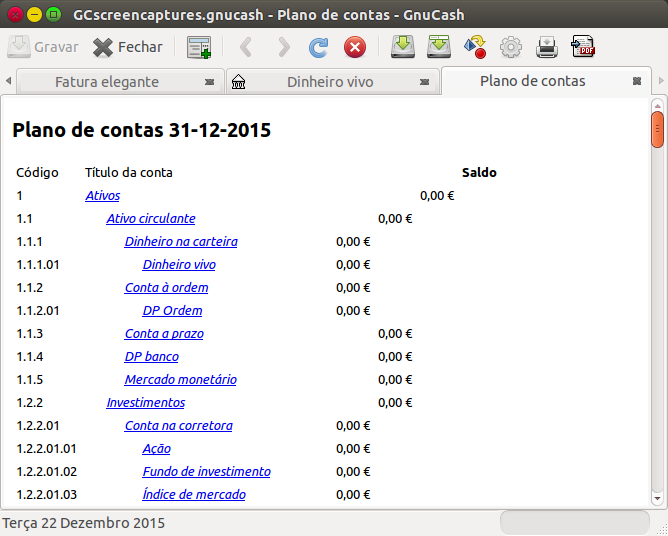 GCscreencaptures.gnucash - Plano de contas - GnuCash
Gravar Fechar
Fatura elegante Dinheiro vivo Plano de contas
Plano de contas 31-12-2015
Código Título da conta Saldo
1 Ativos 0,00 €
1.1 Ativo circulante 0,00 €
1.1.1 Dinheiro na carteira 0,00 €
1.1.1.01 Dinheiro vivo 0,00 €
1.1.2 Conta à ordem 0,00 €
1.1.2.01 DP Ordem 0,00 €
1.1.3 Conta a prazo 0,00 €
1.1.4 DP banco 0,00 €
1.1.5 Mercado monetário 0,00 €
1.2.2 Investimentos 0,00 €
1.2.2.01 Conta na corretora 0,00 €
1.2.2.01.01 Ação 0,00 €
1.2.2.01.02 Fundo de investimento 0,00 €
1.2.2.01.03 Índice de mercado 0,00 €
Terça 22 Dezembro 2015